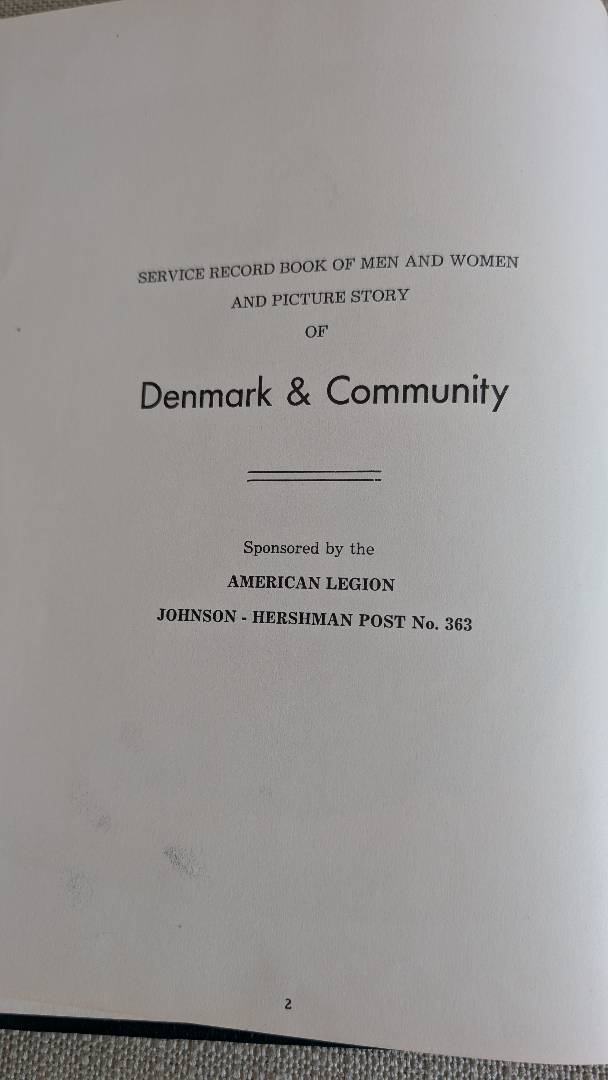 SERVICE RECORD BOOK OF MEN AND WOMEN
AND PICTURE STORY
OF
Denmark & Community
Sponsored by the
AMERICAN LEGION
JOHNSON - HERSHMAN POST No. 363
2